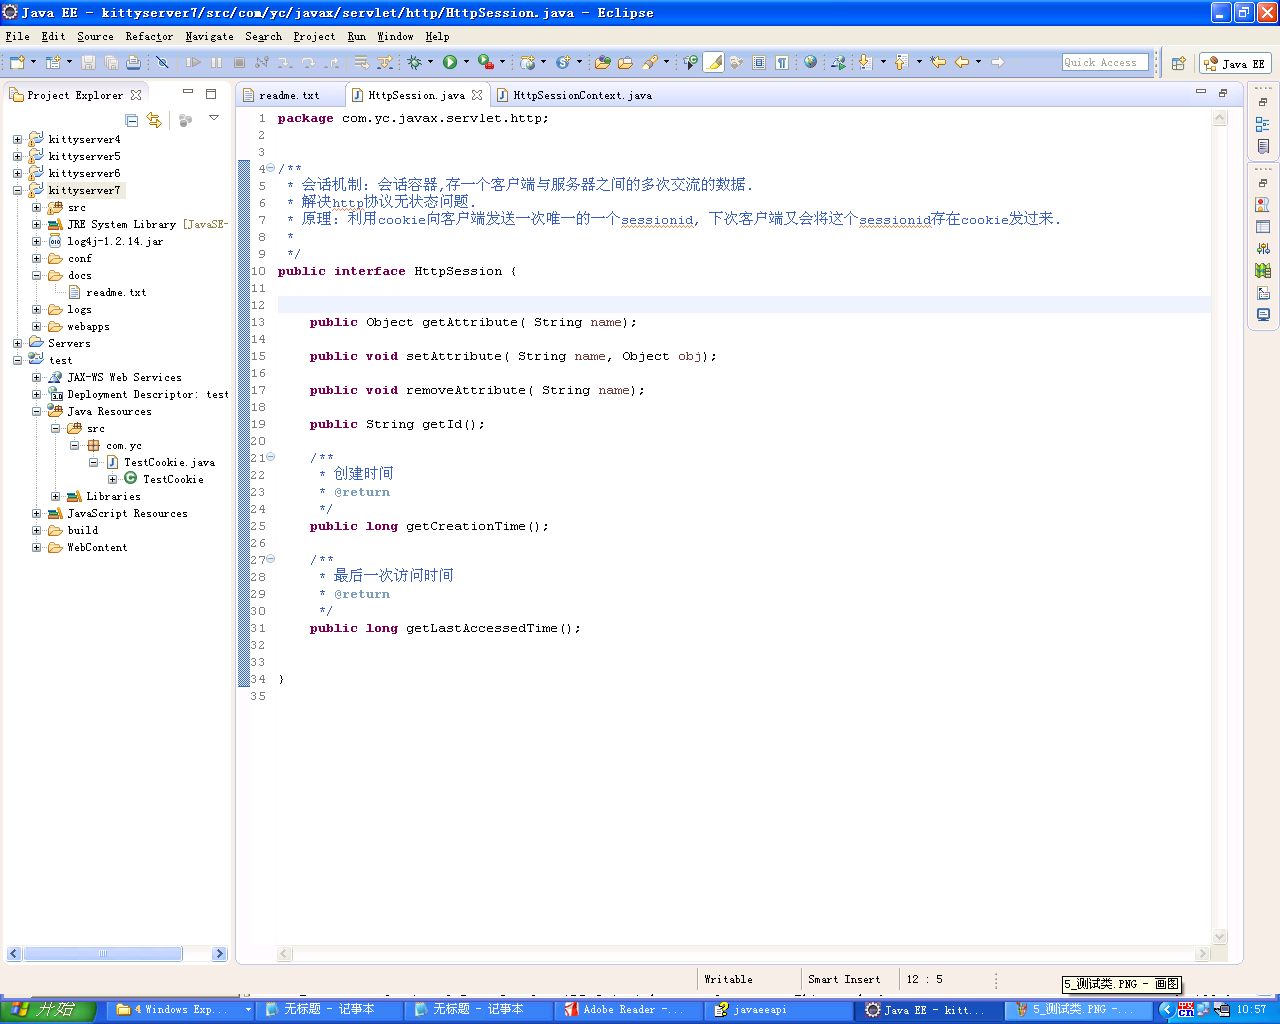 Java EE - kittyserver7/src/com/yc/javax/servlet/http/HttpSession.java - Eclipse
File Edit Source Refactor Navigate Search Project Run Window Help
Quick Access
Java EE
Project Explorer
kittyserver4
kittyserver5
kittyserver6
kittyserver7
src
JRE System Library [JavaSE-
log4j-1.2.14.jar
conf
docs
readme.txt
logs
webapps
Servers
test
JAX-WS Web Services
Deployment Descriptor: test
Java Resources
src
com.yc
TestCookie.java
TestCookie
Libraries
JavaScript Resources
build
WebContent
readme.txt HttpSession.java HttpSessionContext.java
1 package com.yc.javax.servlet.http;
2
3
4 /**
5 * 会话机制: 会话容器,存一个客户端与服务器之间的多次交流的数据.
6 * 解决http协议无状态问题.
7 * 原理: 利用cookie向客户端发送一次唯一的一个sessionid, 下次客户端又会将这个sessionid存在cookie发过来.
8 *
9 */
10 public interface HttpSession {
11
12
13 public Object getAttribute( String name);
14
15 public void setAttribute( String name, Object obj);
16
17 public void removeAttribute( String name);
18
19 public String getId();
20
21 /**
22 * 创建时间
23 * @return
24 */
25 public long getCreationTime();
26
27 /**
28 * 最后一次访问时间
29 * @return
30 */
31 public long getLastAccessedTime();
32
33
34 }
35
Writable Smart Insert 12 : 5
5_测试类.PNG - 画图
开始 4 Windows Exp... 无标题 - 记事本 无标题 - 记事本 Adobe Reader -... javaeeapi Java EE - kitt... 5_测试类.PNG -... 10:57